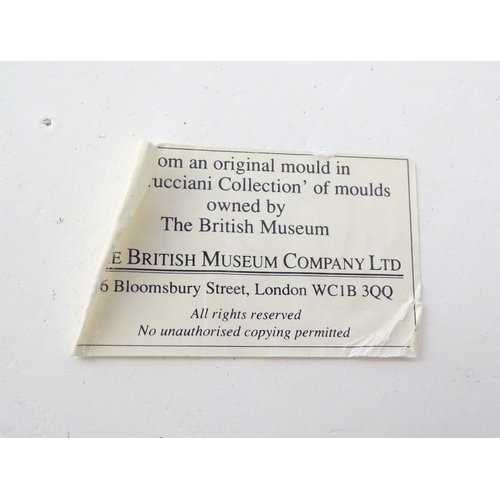 om an original mould in
ucciani Collection' of moulds
owned by
The British Museum
E BRITISH MUSEUM COMPANY LTD
6 Bloomsbury Street, London WC1B 3QQ
All rights reserved
No unauthorised copying permitted